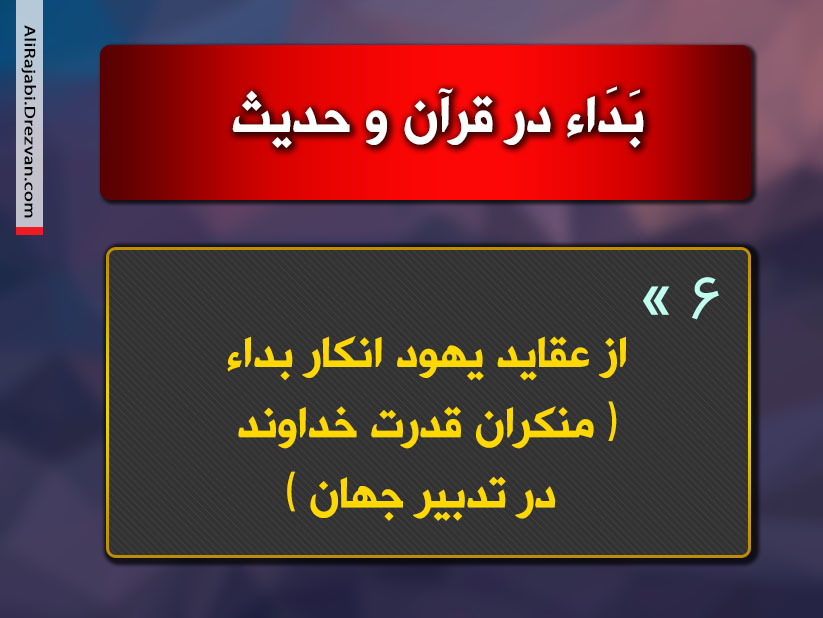 بَدَاء در قرآن و حدیث
۶ »
از عقاید یهود انکار بداء
( منکران قدرت خداوند
در تدبیر جهان )
AliRajabi.Drezvan.com